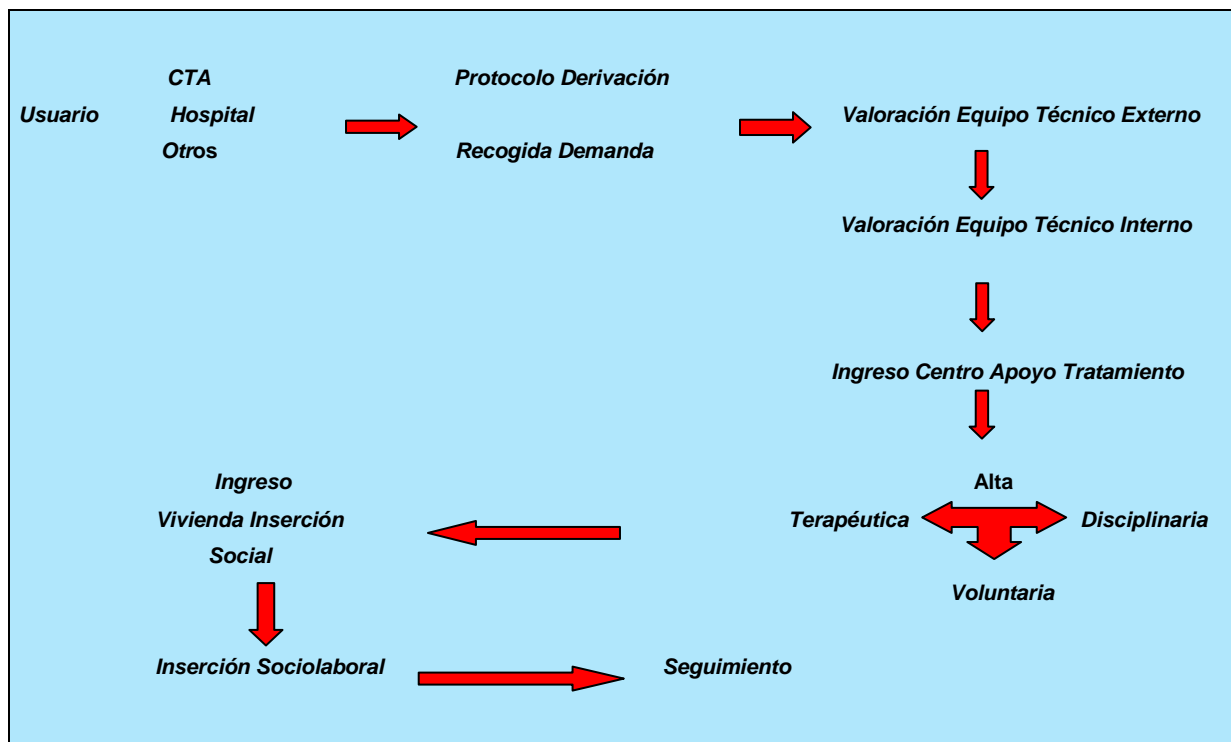 CTA
Protocolo Derivación
Usuario
Hospital
Valoración Equipo Técnico Externo
Otros
Recogida Demanda
Valoración Equipo Técnico Interno
Ingreso Centro Apoyo Tratamiento
Alta
Terapéutica
Disciplinaria
Voluntaria
Ingreso
Vivienda Inserción
Social
Inserción Sociolaboral
Seguimiento